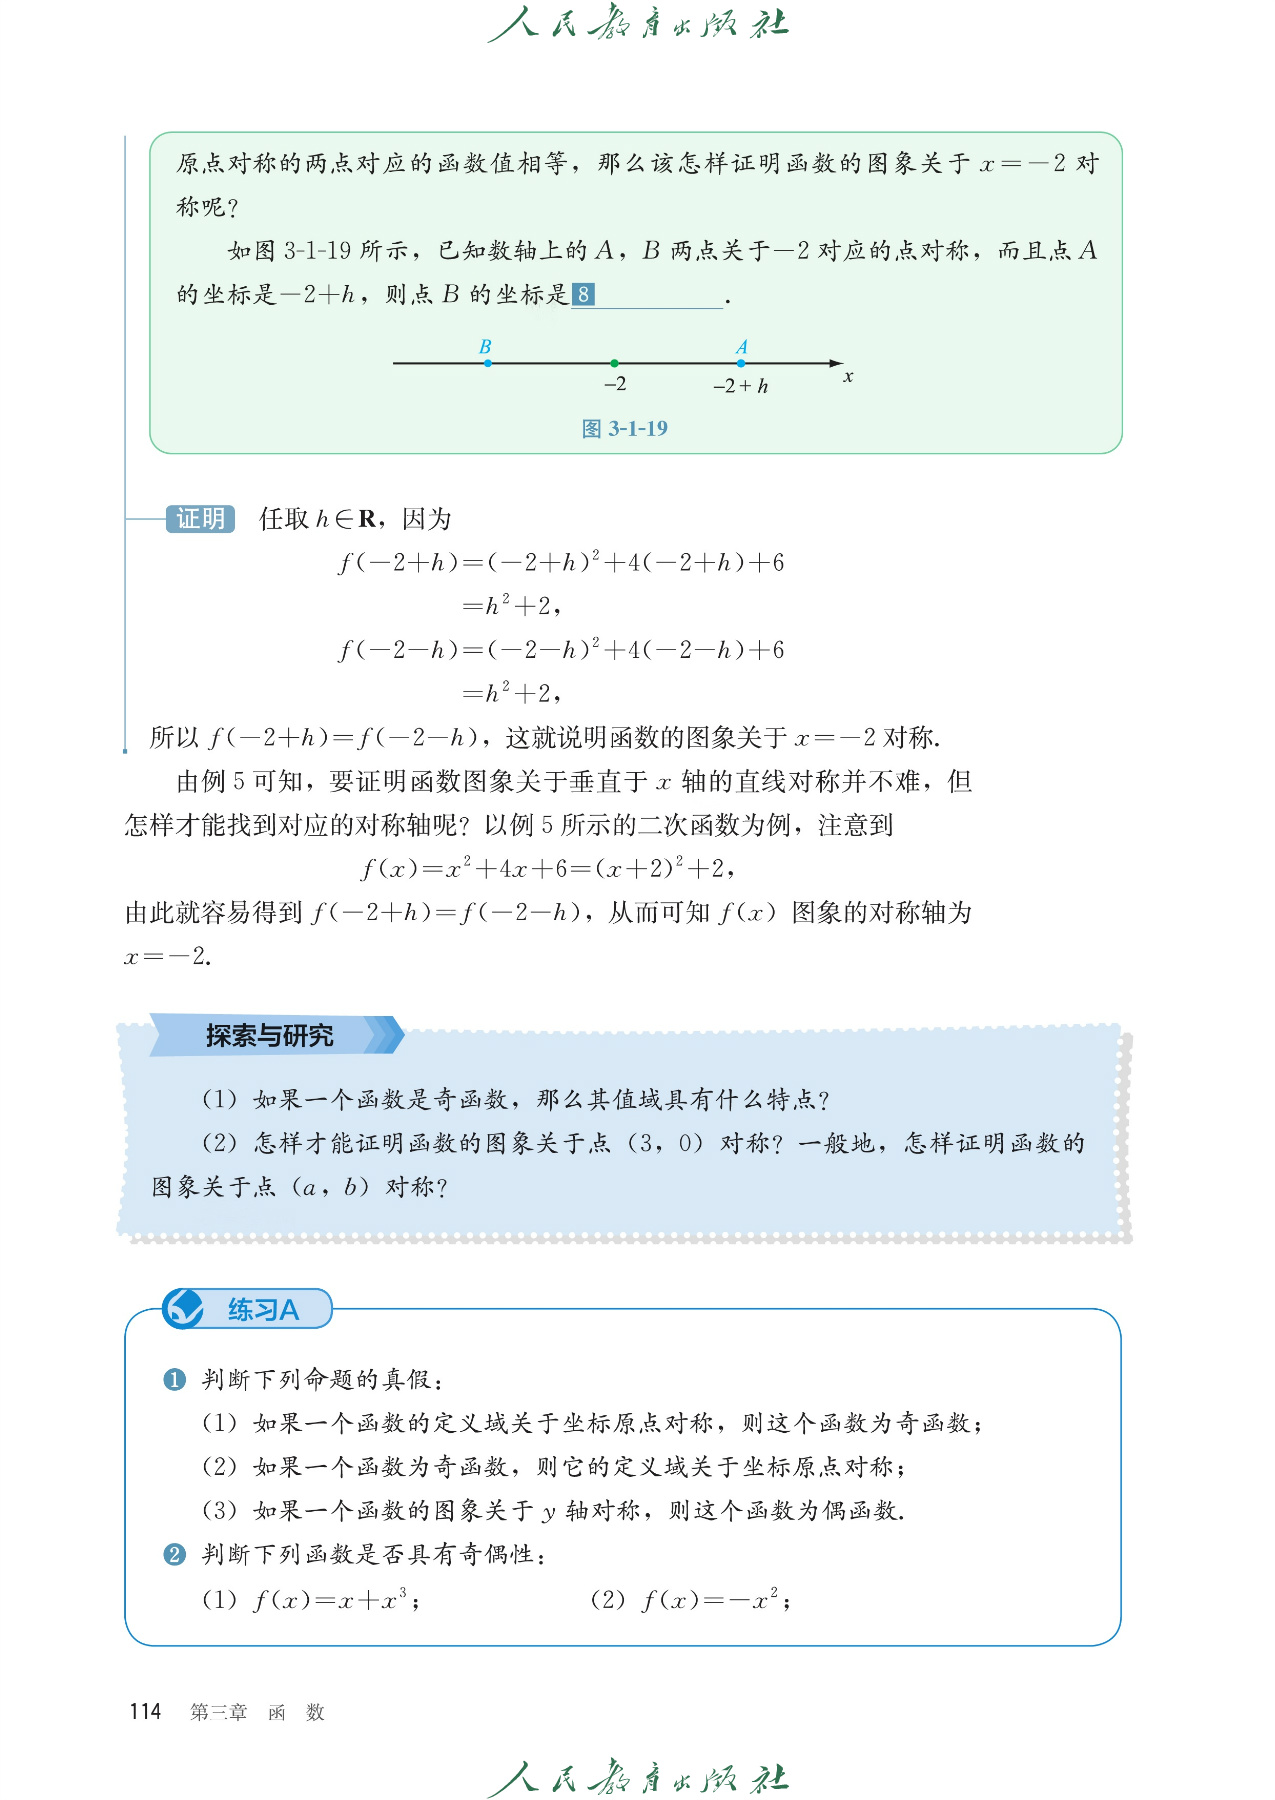 人民教育出版社
原点对称的两点对应的函数值相等，那么该怎样证明函数的图象关于 x＝－2 对
称呢？
如图 3-1-19 所示，已知数轴上的 A，B 两点关于－2 对应的点对称，而且点 A
的坐标是－2＋h，则点 B 的坐标是 8 ________．
B A
−2 −2 + h x
图 3-1-19
证明 任取 h∈R，因为
f(－2＋h)＝(－2＋h)²＋4(－2＋h)＋6
＝h²＋2，
f(－2－h)＝(－2－h)²＋4(－2－h)＋6
＝h²＋2，
所以 f(－2＋h)＝f(－2－h)，这就说明函数的图象关于 x＝－2 对称．
由例 5 可知，要证明函数图象关于垂直于 x 轴的直线对称并不难，但
怎样才能找到对应的对称轴呢？以例 5 所示的二次函数为例，注意到
f(x)＝x²＋4x＋6＝(x＋2)²＋2，
由此就容易得到 f(－2＋h)＝f(－2－h)，从而可知 f(x) 图象的对称轴为
x＝－2．
探索与研究
（1）如果一个函数是奇函数，那么其值域具有什么特点？
（2）怎样才能证明函数的图象关于点（3，0）对称？一般地，怎样证明函数的
图象关于点（a，b）对称？
练习A
1 判断下列命题的真假：
（1）如果一个函数的定义域关于坐标原点对称，则这个函数为奇函数；
（2）如果一个函数为奇函数，则它的定义域关于坐标原点对称；
（3）如果一个函数的图象关于 y 轴对称，则这个函数为偶函数．
2 判断下列函数是否具有奇偶性：
（1）f(x)＝x＋x³； （2）f(x)＝－x²；
114 第三章 函 数
人民教育出版社